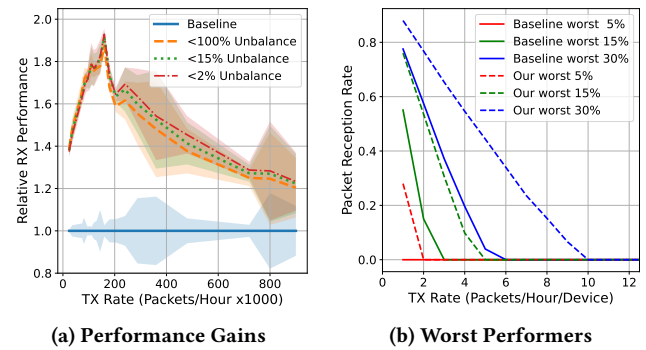 Relative RX Performance
2.0
1.8
1.6
1.4
1.2
1.0
0.8
Baseline
<100% Unbalance
<15% Unbalance
<2% Unbalance
0 200 400 600 800
TX Rate (Packets/Hour x1000)
(a) Performance Gains
Packet Reception Rate
0.8
0.6
0.4
0.2
0.0
Baseline worst 5%
Baseline worst 15%
Baseline worst 30%
Our worst 5%
Our worst 15%
Our worst 30%
0 2 4 6 8 10 12
TX Rate (Packets/Hour/Device)
(b) Worst Performers